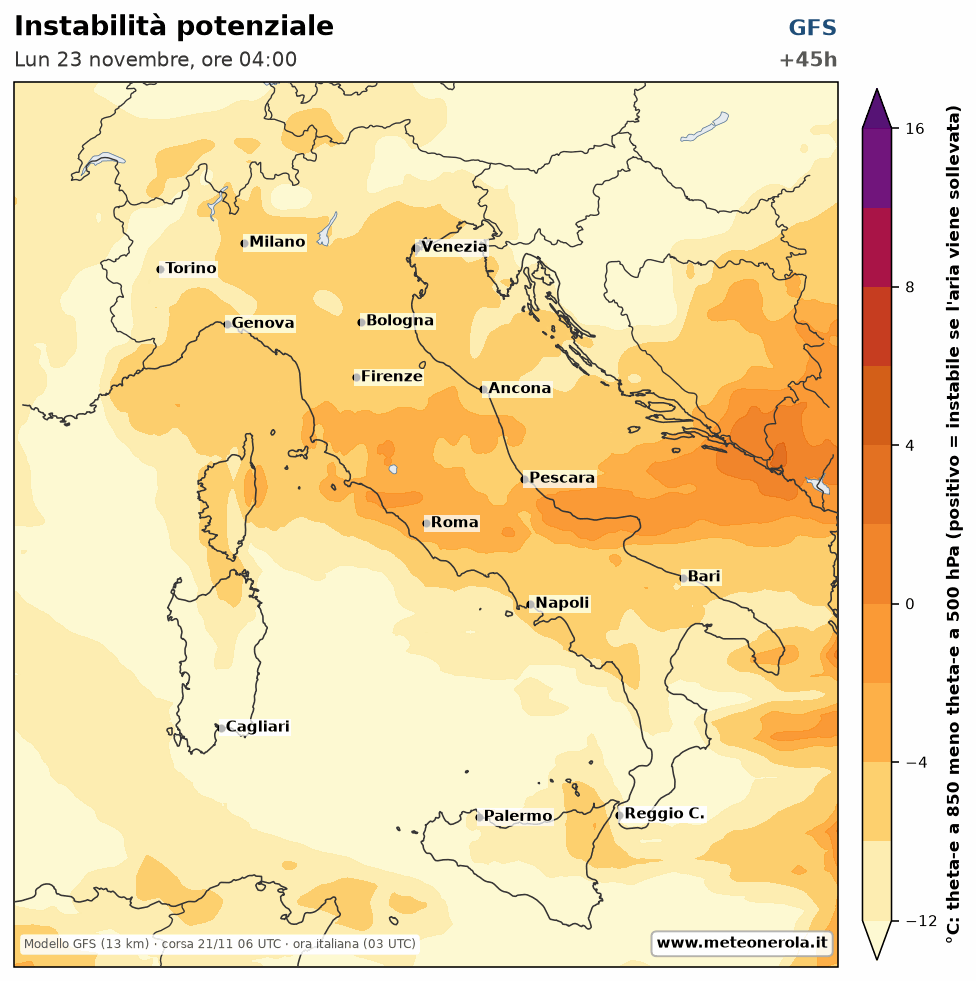 Instabilità potenziale
GFS
Lun 23 novembre, ore 04:00
+45h
Milano
Venezia
Torino
Bologna
Genova
Firenze
Ancona
Pescara
Roma
Bari
Napoli
Cagliari
Palermo
Reggio C.
Modello GFS (13 km) · corsa 21/11 06 UTC · ora italiana (03 UTC)
www.meteonerola.it
16
8
4
0
−4
−12
°C: theta-e a 850 meno theta-e a 500 hPa (positivo = instabile se l'aria viene sollevata)